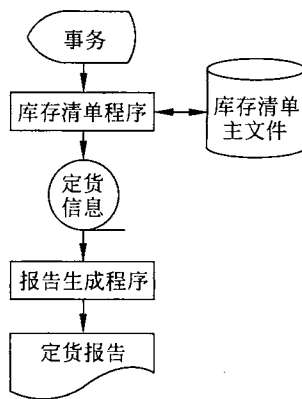 事务
库存清单程序
库存清单
主文件
定货
信息
报告生成程序
定货报告